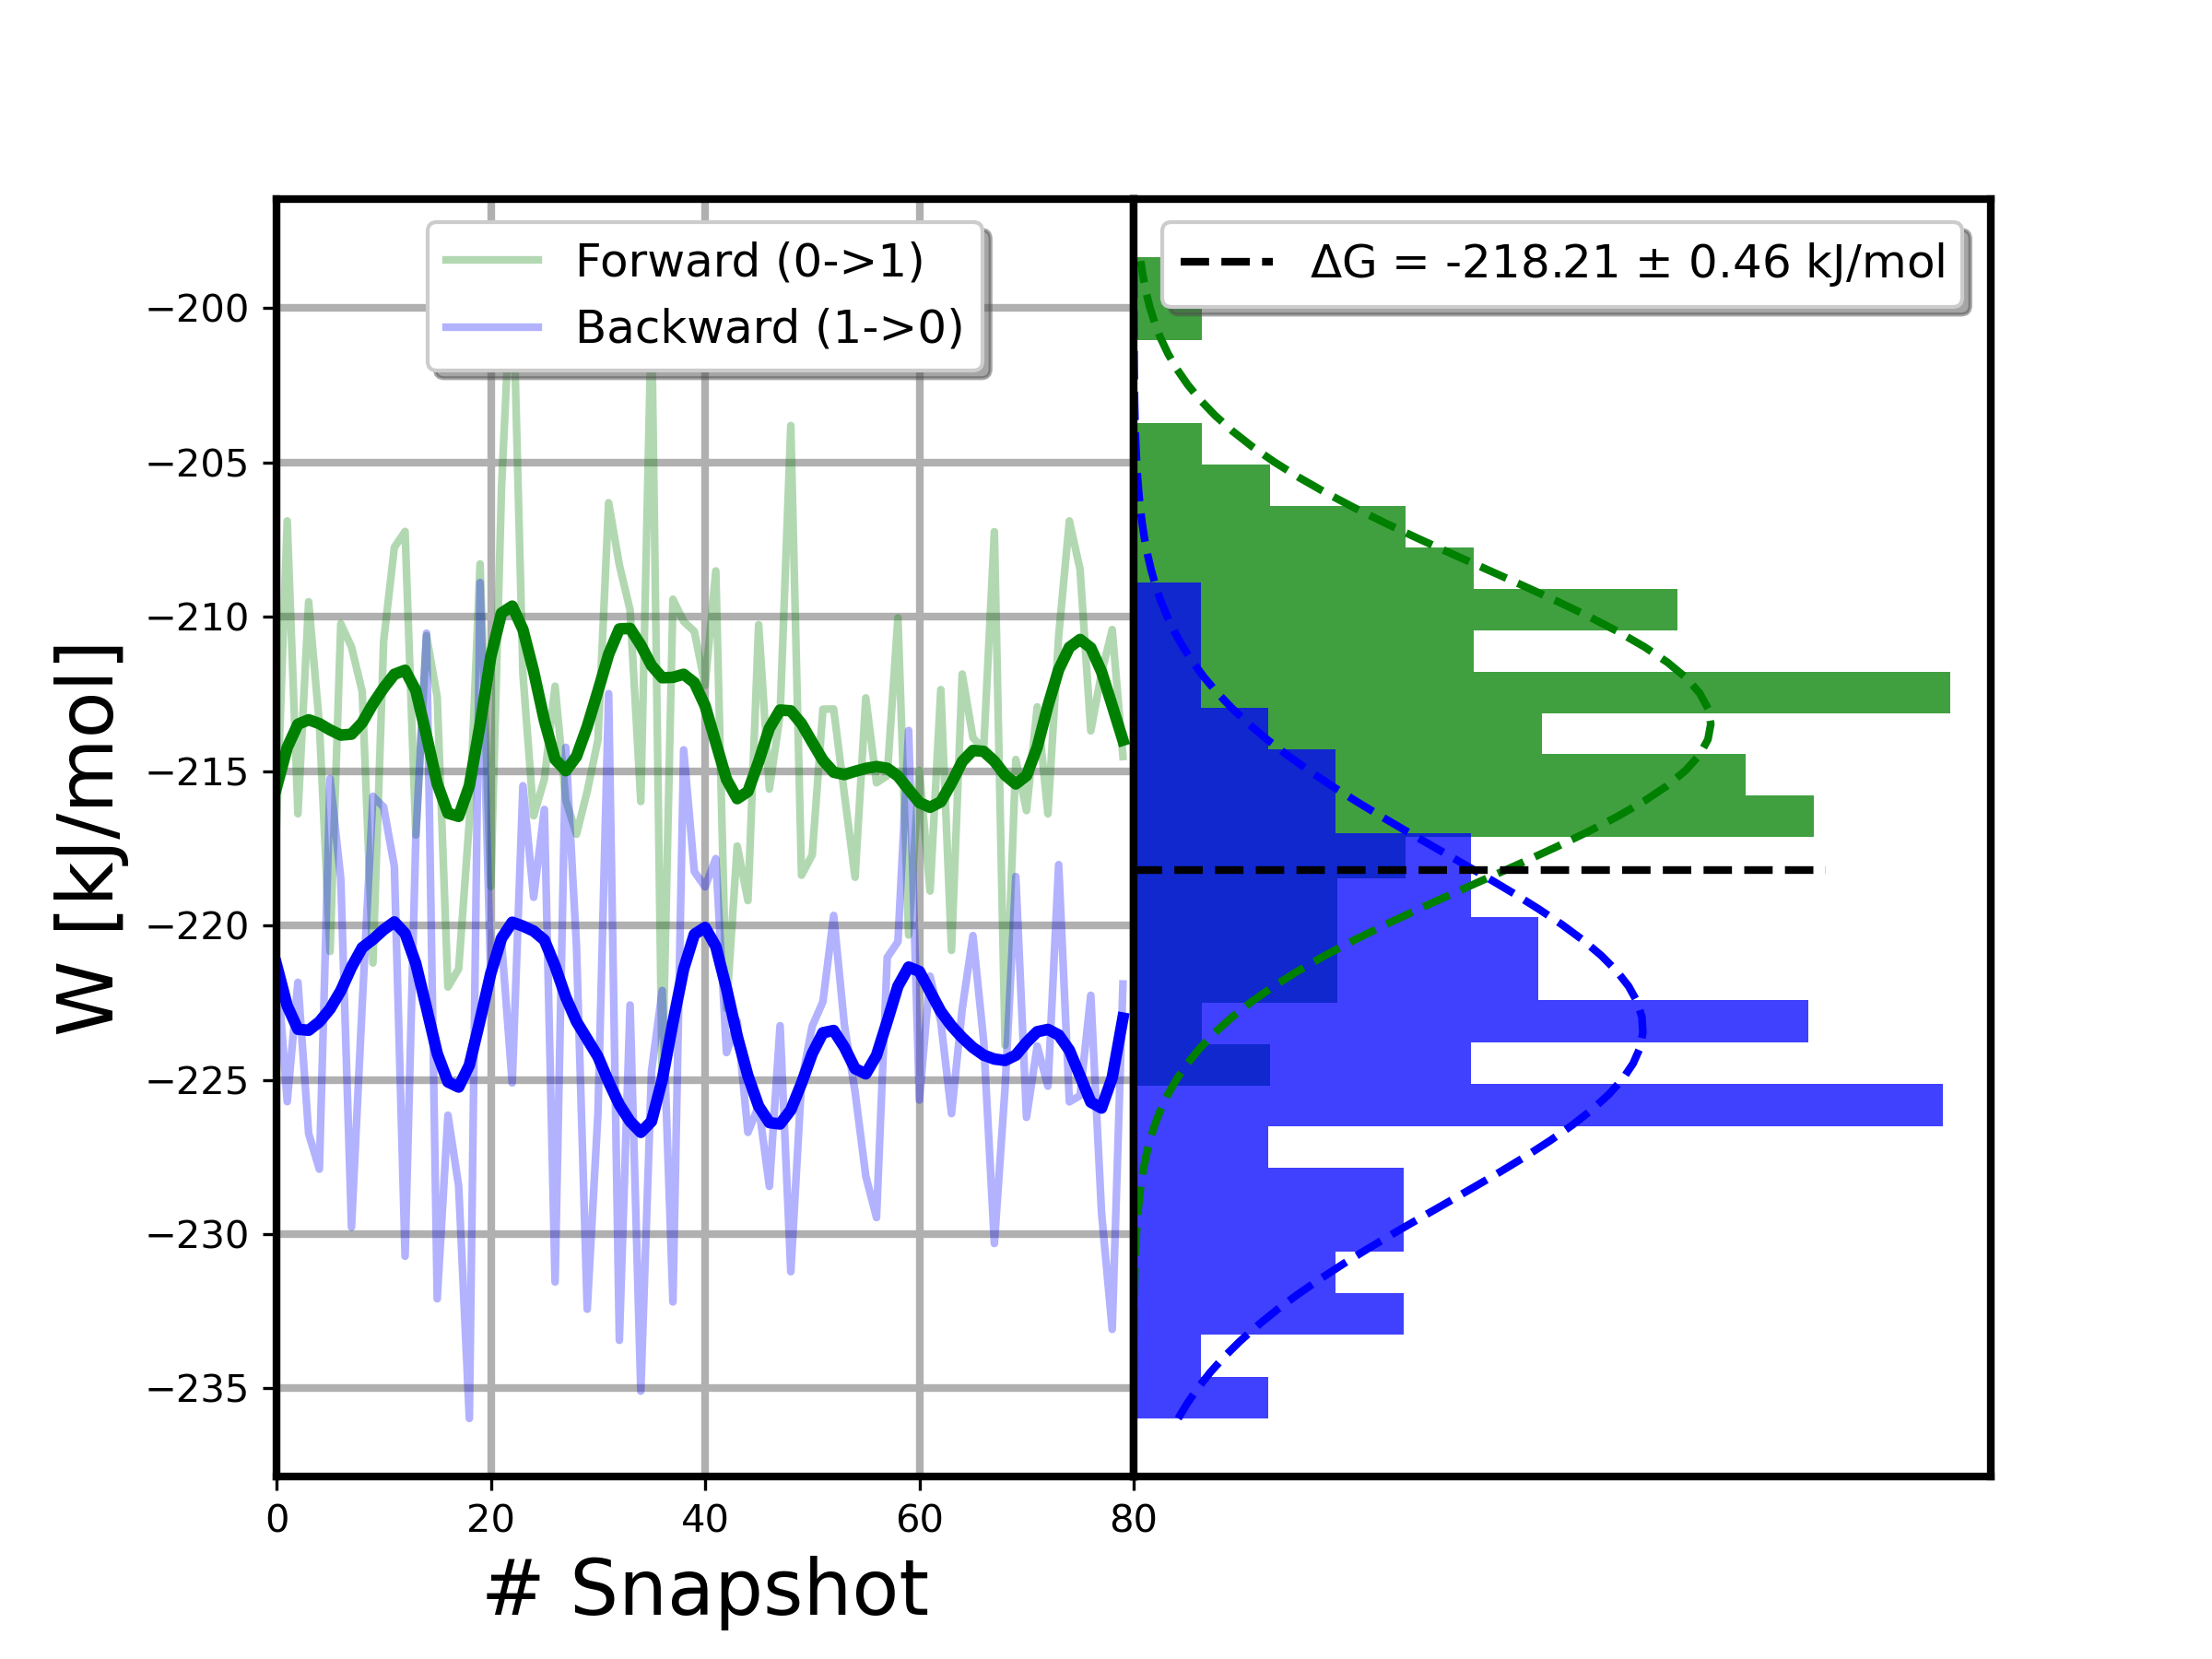 Forward (0->1)
Backward (1->0)
ΔG = -218.21 ± 0.46 kJ/mol
W [kJ/mol]
−200
−205
−210
−215
−220
−225
−230
−235
0 20 40 60 80
# Snapshot